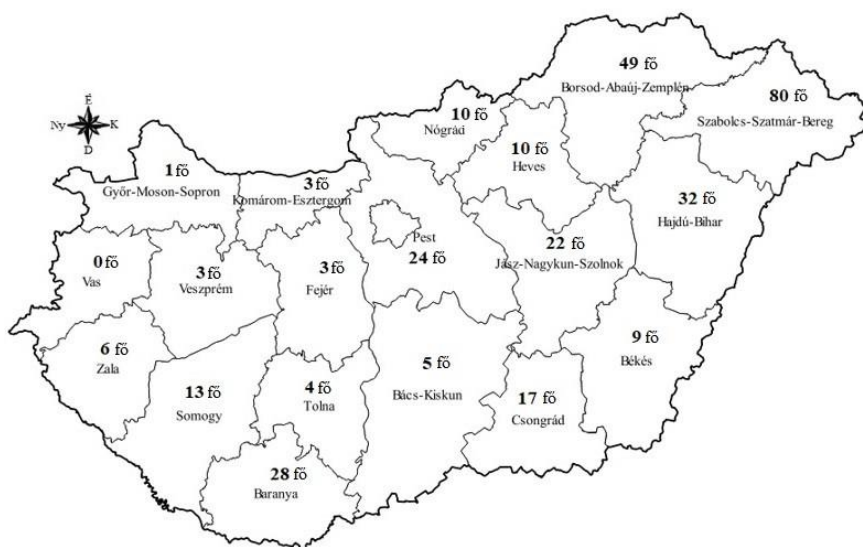 49 fő
Borsod-Abaúj-Zemplén
80 fő
Szabolcs-Szatmár-Bereg
É
Ny K
D
10 fő
Nógrád
10 fő
Heves
1 fő
Győr-Moson-Sopron
3 fő
Komárom-Esztergom
32 fő
Hajdú-Bihar
Pest
24 fő
22 fő
Jász-Nagykun-Szolnok
0 fő
Vas
3 fő
Veszprém
3 fő
Fejér
9 fő
Békés
6 fő
Zala
5 fő
Bács-Kiskun
13 fő
Somogy
4 fő
Tolna
17 fő
Csongrád
28 fő
Baranya